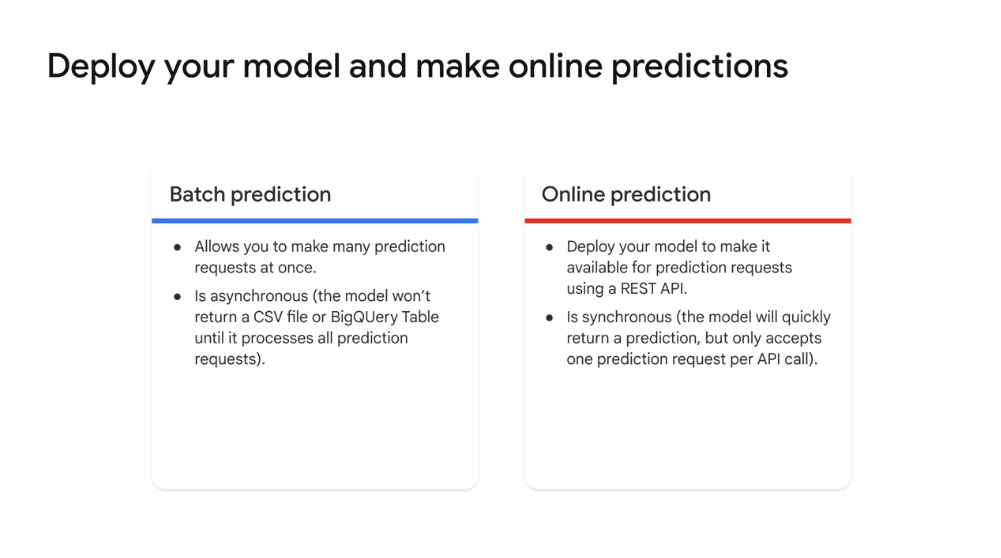 Deploy your model and make online predictions
Batch prediction
● Allows you to make many prediction
requests at once.
● Is asynchronous (the model won't
return a CSV file or BigQUery Table
until it processes all prediction
requests).
Online prediction
● Deploy your model to make it
available for prediction requests
using a REST API.
● Is synchronous (the model will quickly
return a prediction, but only accepts
one prediction request per API call).